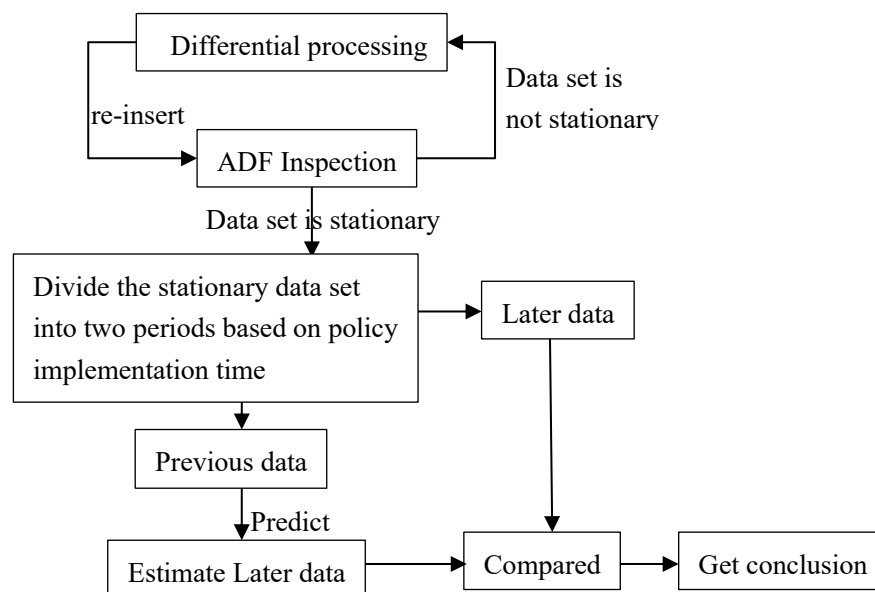 Differential processing
Data set is
not stationary
re-insert
ADF Inspection
Data set is stationary
Divide the stationary data set
into two periods based on policy
implementation time
Later data
Previous data
Predict
Estimate Later data
Compared
Get conclusion